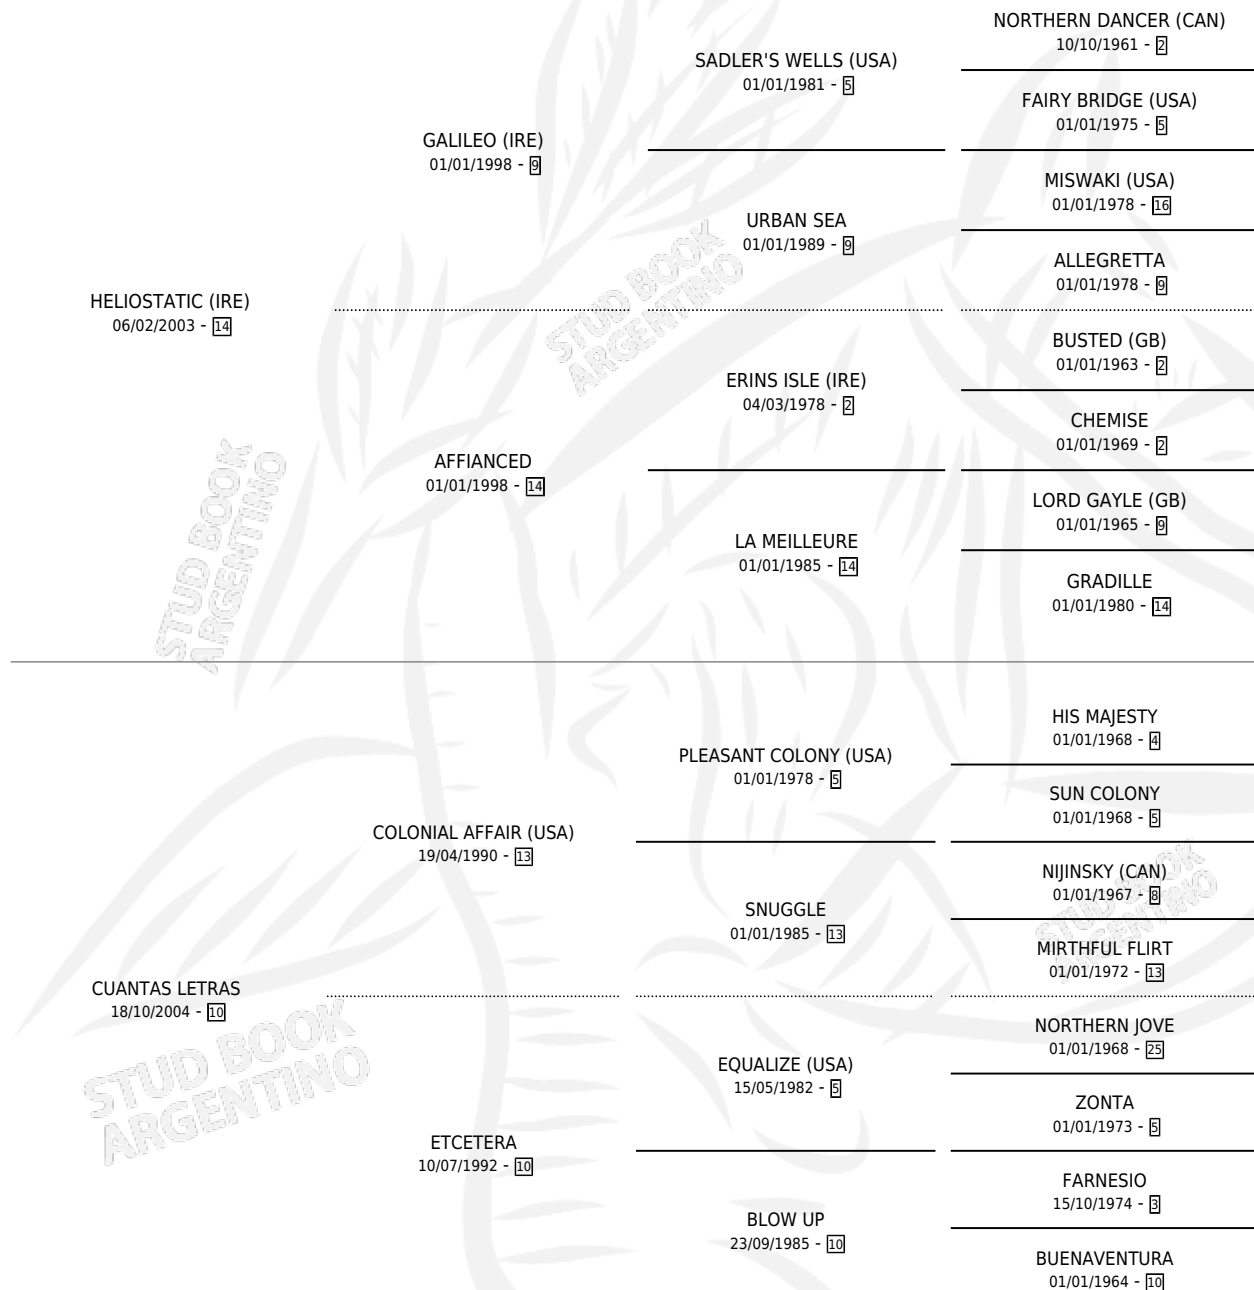 NORTHERN DANCER (CAN)
10/10/1961 - 2
SADLER'S WELLS (USA)
01/01/1981 - 5
FAIRY BRIDGE (USA)
01/01/1975 - 5
GALILEO (IRE)
01/01/1998 - 9
MISWAKI (USA)
01/01/1978 - 16
URBAN SEA
01/01/1989 - 9
ALLEGRETTA
01/01/1978 - 9
HELIOSTATIC (IRE)
06/02/2003 - 14
STUD BOOK
ARGENTINO
BUSTED (GB)
01/01/1963 - 2
ERINS ISLE (IRE)
04/03/1978 - 2
CHEMISE
01/01/1969 - 2
AFFIANCED
01/01/1998 - 14
LORD GAYLE (GB)
01/01/1965 - 9
LA MEILLEURE
01/01/1985 - 14
GRADILLE
01/01/1980 - 14
STUD BOOK
ARGENTINO
HIS MAJESTY
01/01/1968 - 4
PLEASANT COLONY (USA)
01/01/1978 - 5
SUN COLONY
01/01/1968 - 5
COLONIAL AFFAIR (USA)
19/04/1990 - 13
NIJINSKY (CAN)
01/01/1967 - 8
SNUGGLE
01/01/1985 - 13
MIRTHFUL FLIRT
01/01/1972 - 13
STUD BOOK
ARGENTINO
CUANTAS LETRAS
18/10/2004 - 10
NORTHERN JOVE
01/01/1968 - 25
EQUALIZE (USA)
15/05/1982 - 5
ZONTA
01/01/1973 - 5
STUD BOOK
ARGENTINO
ETCETERA
10/07/1992 - 10
FARNESIO
15/10/1974 - 3
BLOW UP
23/09/1985 - 10
BUENAVENTURA
01/01/1964 - 10